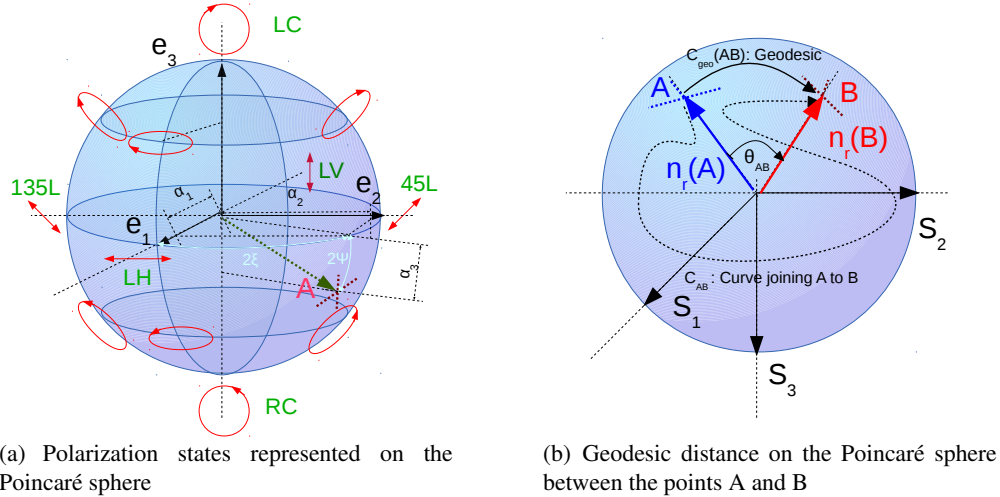 LC
e3
135L
α1
LV
α2
e2
45L
e1
LH
2ξ
2Ψ
α3
A
RC
(a) Polarization states represented on the
Poincaré sphere
Cgeo(AB): Geodesic
A
B
nr(A)
θAB
nr(B)
S2
CAB: Curve joining A to B
S1
S3
(b) Geodesic distance on the Poincaré sphere
between the points A and B